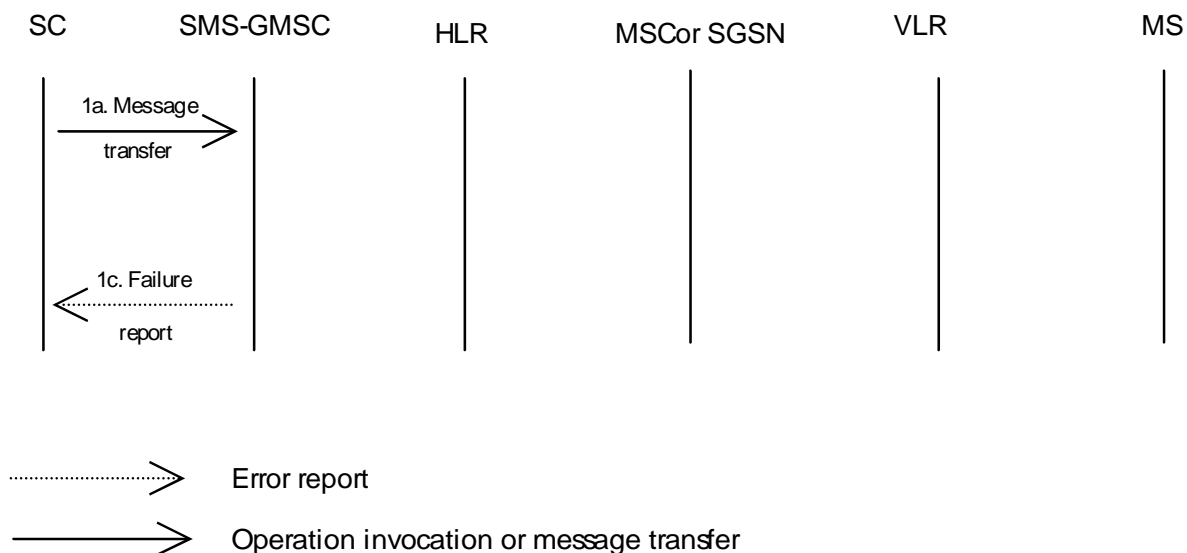 SC SMS-GMSC HLR MSCor SGSN VLR MS
1a. Message
transfer
1c. Failure
report
Error report
Operation invocation or message transfer